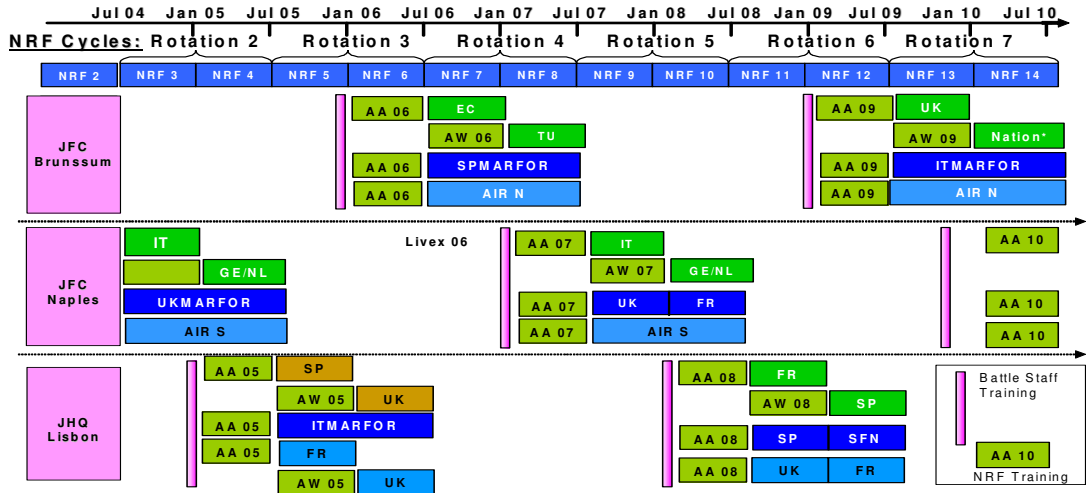 Jul 04 Jan 05 Jul 05 Jan 06 Jul 06 Jan 07 Jul 07 Jan 08 Jul 08 Jan 09 Jul 09 Jan 10 Jul 10
NRF Cycles: Rotation 2 Rotation 3 Rotation 4 Rotation 5 Rotation 6 Rotation 7
NRF 2 NRF 3 NRF 4 NRF 5 NRF 6 NRF 7 NRF 8 NRF 9 NRF 10 NRF 11 NRF 12 NRF 13 NRF 14
JFC
Brunssum
AA 06 EC AA 09 UK
AW 06 TU AW 09 Nation*
AA 06 SPMARFOR AA 09 ITMARFOR
AA 06 AIR N AA 09 AIR N
JFC
Naples
IT Livex 06 AA 07 IT AA 10
GE/NL AW 07 GE/NL
UKMARFOR AA 07 UK FR AA 10
AIR S AA 07 AIR S AA 10
JHQ
Lisbon
AA 05 SP AA 08 FR
AW 05 UK AW 08 SP
AA 05 ITMARFOR AA 08 SP SFN
AA 05 FR AA 08 UK FR
AW 05 UK
Battle Staff
Training
AA 10
NRF Training